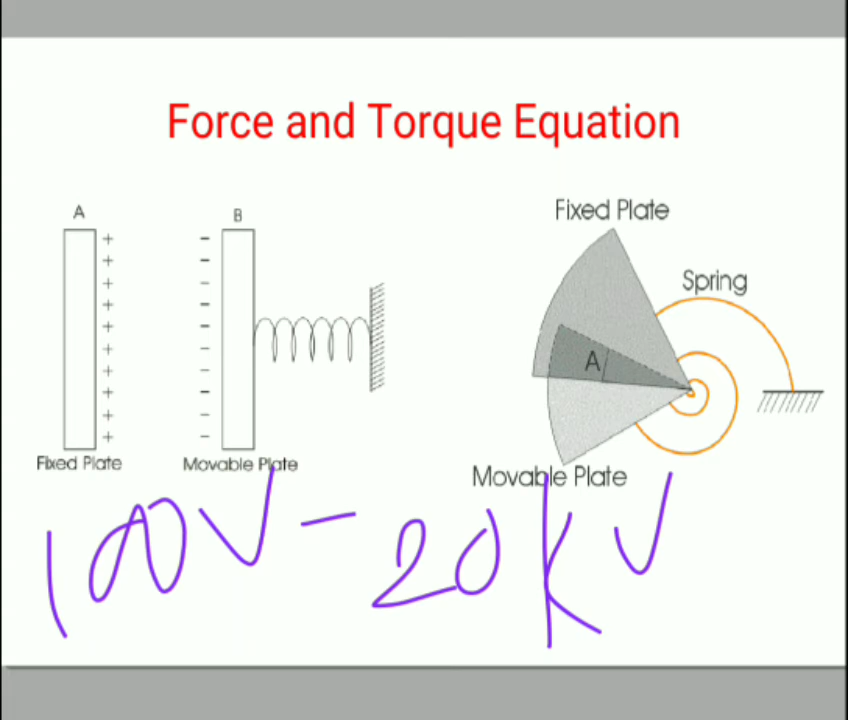 Force and Torque Equation
A
B
+
+
+
+
+
+
+
+
+
+
-
-
-
-
-
-
-
-
-
-
Fixed Plate
Movable Plate
Fixed Plate
Spring
A
Movable Plate
100V - 20KV